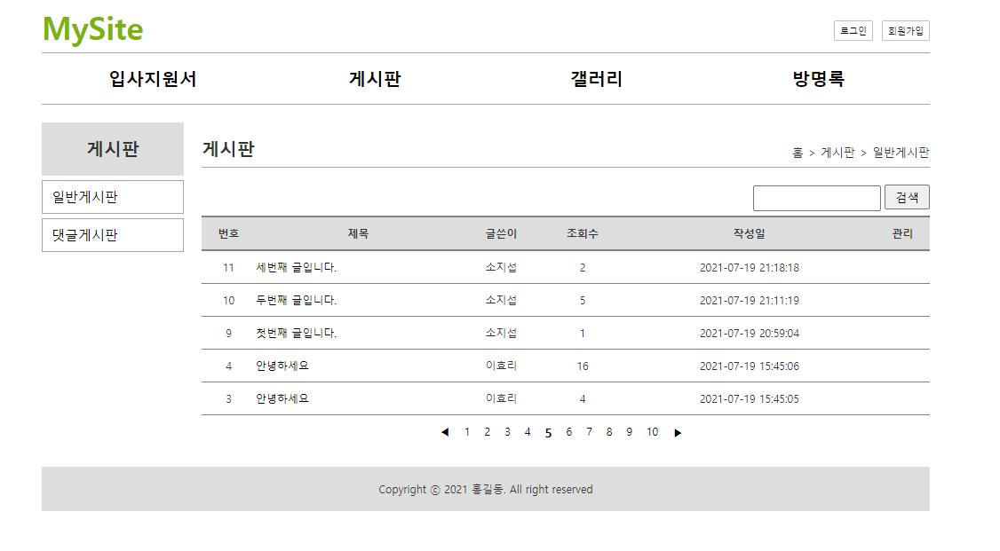 MySite
로그인 회원가입
입사지원서 게시판 갤러리 방명록
게시판
일반게시판
댓글게시판
게시판
홈 > 게시판 > 일반게시판
검색
번호 제목 글쓴이 조회수 작성일 관리
11 세번째 글입니다. 소지섭 2 2021-07-19 21:18:18
10 두번째 글입니다. 소지섭 5 2021-07-19 21:11:19
9 첫번째 글입니다. 소지섭 1 2021-07-19 20:59:04
4 안녕하세요 이효리 16 2021-07-19 15:45:06
3 안녕하세요 이효리 4 2021-07-19 15:45:05
◀ 1 2 3 4 5 6 7 8 9 10 ▶
Copyright ⓒ 2021 홍길동. All right reserved